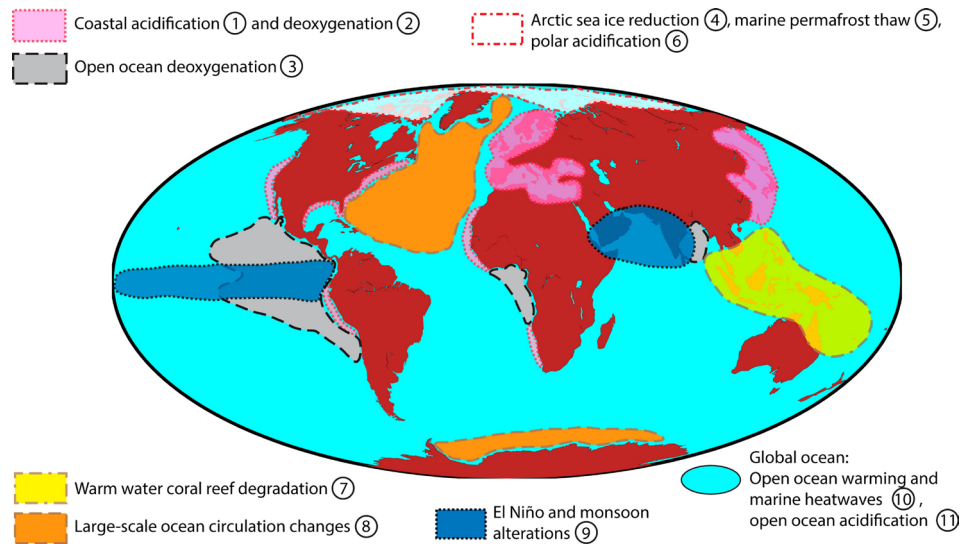 Coastal acidification ① and deoxygenation ②
Open ocean deoxygenation ③
Arctic sea ice reduction ④, marine permafrost thaw ⑤,
polar acidification ⑥
Warm water coral reef degradation ⑦
Large-scale ocean circulation changes ⑧
El Niño and monsoon
alterations ⑨
Global ocean:
Open ocean warming and
marine heatwaves ⑩ ,
open ocean acidification ⑪